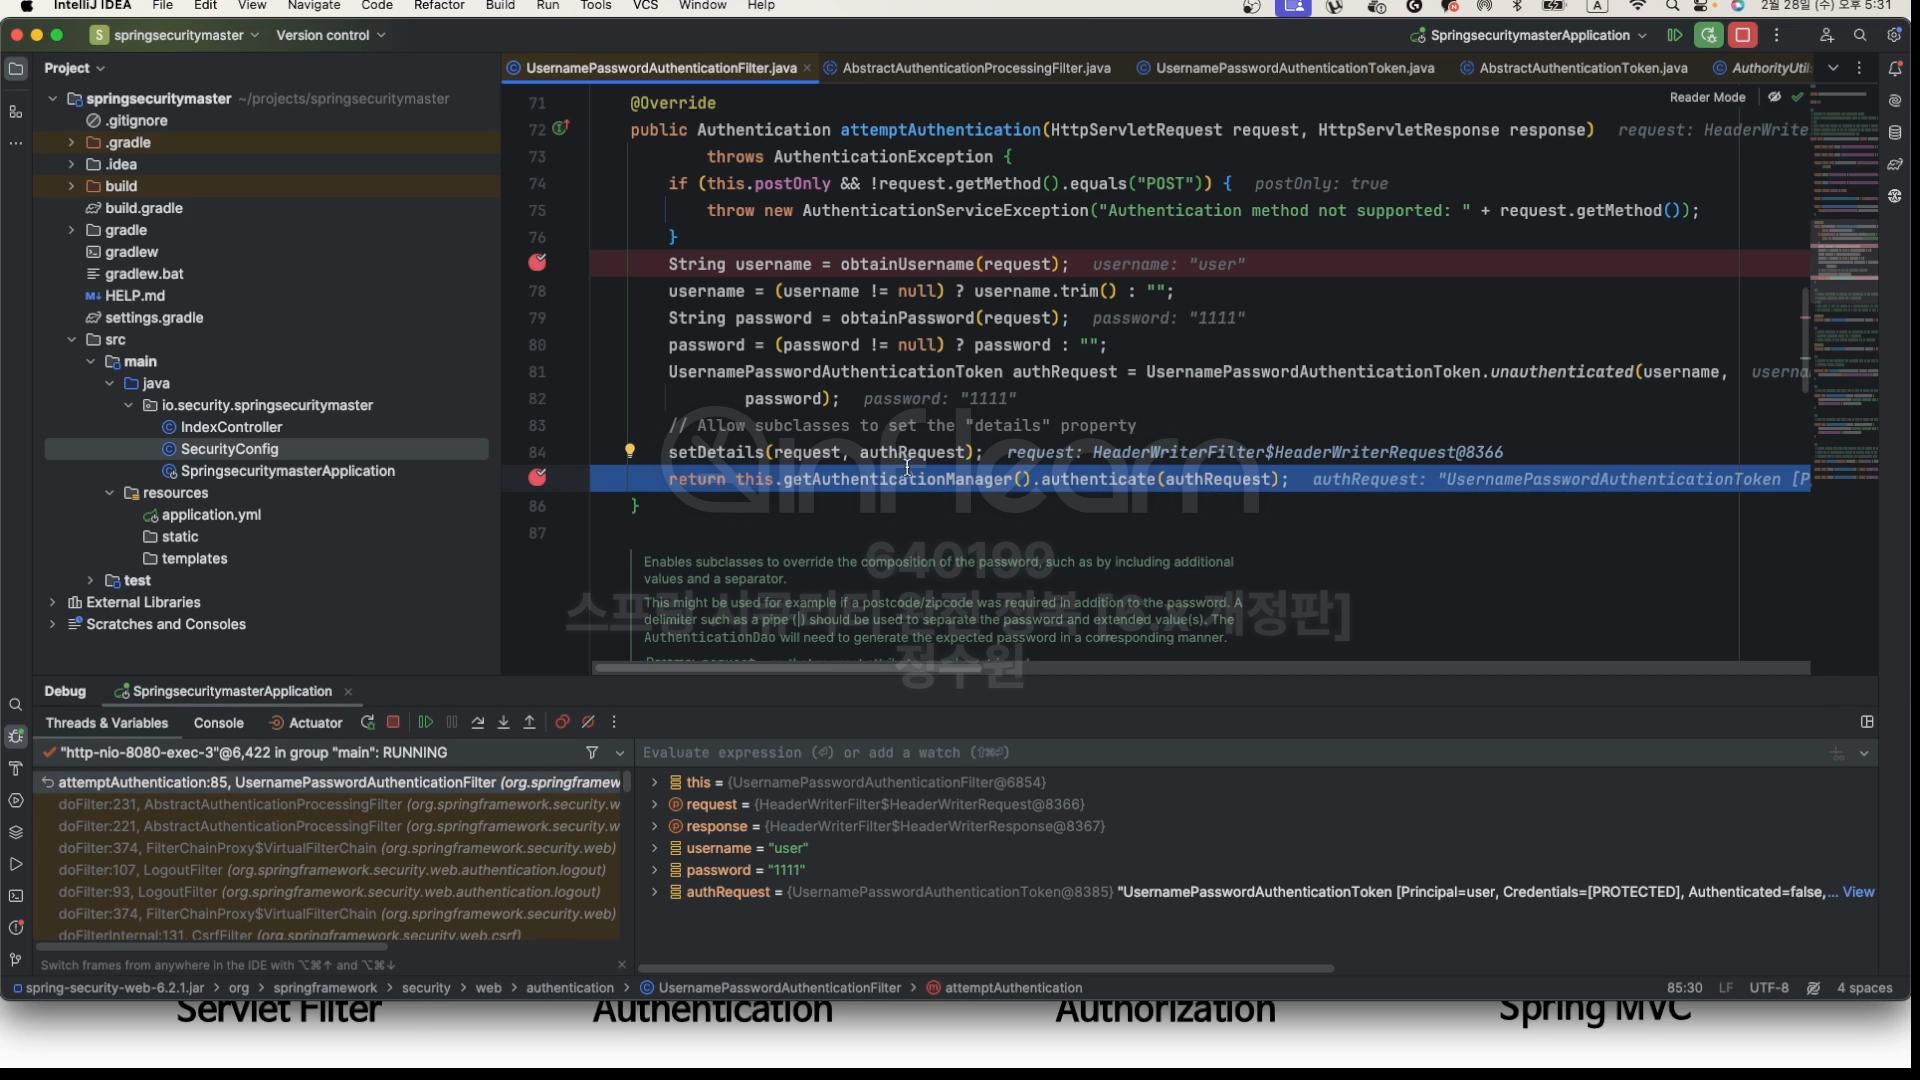 IntelliJ IDEA File Edit View Navigate Code Refactor Build Run Tools VCS Window Help
2월 28일 (수) 오후 5:31
S springsecuritymaster Version control
SpringsecuritymasterApplication
Project
UsernamePasswordAuthenticationFilter.java AbstractAuthenticationProcessingFilter.java UsernamePasswordAuthenticationToken.java AbstractAuthenticationToken.java AuthorityUtil
springsecuritymaster ~/projects/springsecuritymaster
.gitignore
.gradle
.idea
build
build.gradle
gradle
gradlew
gradlew.bat
HELP.md
settings.gradle
src
main
java
io.security.springsecuritymaster
IndexController
SecurityConfig
SpringsecuritymasterApplication
resources
application.yml
static
templates
test
External Libraries
Scratches and Consoles
Reader Mode
71 @Override
72 public Authentication attemptAuthentication(HttpServletRequest request, HttpServletResponse response) request: HeaderWrite
73 throws AuthenticationException {
74 if (this.postOnly && !request.getMethod().equals("POST")) { postOnly: true
75 throw new AuthenticationServiceException("Authentication method not supported: " + request.getMethod());
76 }
String username = obtainUsername(request); username: "user"
78 username = (username != null) ? username.trim() : "";
79 String password = obtainPassword(request); password: "1111"
80 password = (password != null) ? password : "";
81 UsernamePasswordAuthenticationToken authRequest = UsernamePasswordAuthenticationToken.unauthenticated(username, userna
82 password); password: "1111"
83 // Allow subclasses to set the "details" property
84 setDetails(request, authRequest); request: HeaderWriterFilter$HeaderWriterRequest@8366
return this.getAuthenticationManager().authenticate(authRequest); authRequest: "UsernamePasswordAuthenticationToken [P
86 }
87
Enables subclasses to override the composition of the password, such as by including additional
values and a separator.
This might be used for example if a postcode/zipcode was required in addition to the password. A
delimiter such as a pipe (|) should be used to separate the password and extended value(s). The
AuthenticationDao will need to generate the expected password in a corresponding manner.
inflearn
640199
스프링 시큐리티 완전 정복 [6.x 개정판]
정수원
Debug SpringsecuritymasterApplication
Threads & Variables Console Actuator
"http-nio-8080-exec-3"@6,422 in group "main": RUNNING
attemptAuthentication:85, UsernamePasswordAuthenticationFilter (org.springframew
doFilter:231, AbstractAuthenticationProcessingFilter (org.springframework.security.w
doFilter:221, AbstractAuthenticationProcessingFilter (org.springframework.security.w
doFilter:374, FilterChainProxy$VirtualFilterChain (org.springframework.security.web)
doFilter:107, LogoutFilter (org.springframework.security.web.authentication.logout)
doFilter:93, LogoutFilter (org.springframework.security.web.authentication.logout)
doFilter:374, FilterChainProxy$VirtualFilterChain (org.springframework.security.web)
doFilterInternal:131, CsrfFilter (org.springframework.security.web.csrf)
Switch frames from anywhere in the IDE with ⌥⌘↑ and ⌥⌘↓
Evaluate expression (⏎) or add a watch (⇧⌘⏎)
this = {UsernamePasswordAuthenticationFilter@6854}
request = {HeaderWriterFilter$HeaderWriterRequest@8366}
response = {HeaderWriterFilter$HeaderWriterResponse@8367}
username = "user"
password = "1111"
authRequest = {UsernamePasswordAuthenticationToken@8385} "UsernamePasswordAuthenticationToken [Principal=user, Credentials=[PROTECTED], Authenticated=false,... View
spring-security-web-6.2.1.jar > org > springframework > security > web > authentication > UsernamePasswordAuthenticationFilter > attemptAuthentication
85:30 LF UTF-8 4 spaces
Servlet Filter Authentication Authorization Spring MVC